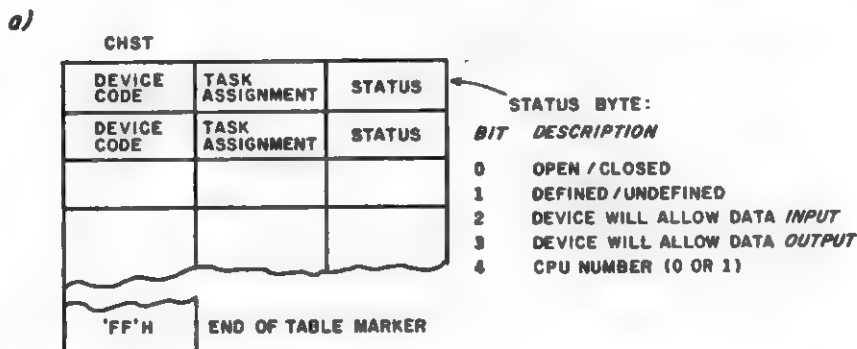 a)
CHST
DEVICE CODE TASK ASSIGNMENT STATUS
DEVICE CODE TASK ASSIGNMENT STATUS
STATUS BYTE:
BIT DESCRIPTION
0 OPEN / CLOSED
1 DEFINED / UNDEFINED
2 DEVICE WILL ALLOW DATA INPUT
3 DEVICE WILL ALLOW DATA OUTPUT
4 CPU NUMBER (0 OR 1)
'FF'H END OF TABLE MARKER